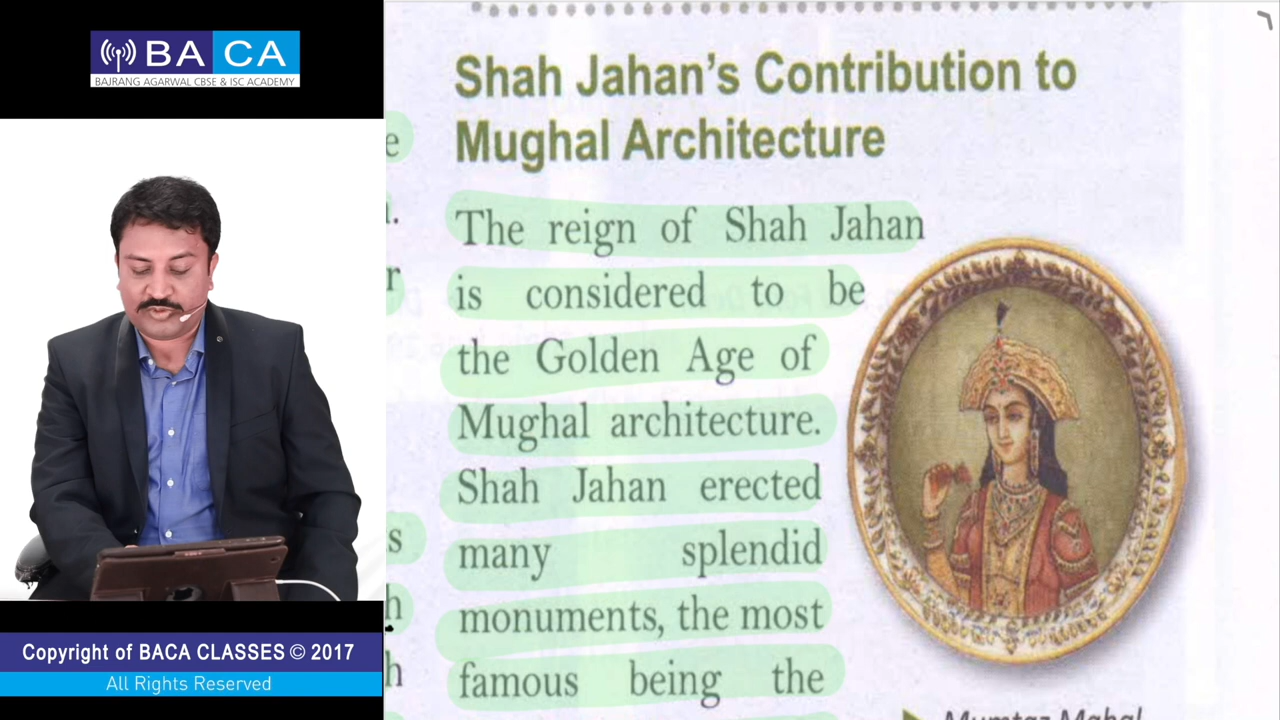 BACA
BAJRANG AGARWAL CBSE & ISC ACADEMY
Copyright of BACA CLASSES © 2017
All Rights Reserved
Shah Jahan's Contribution to
Mughal Architecture
The reign of Shah Jahan
is considered to be
the Golden Age of
Mughal architecture.
Shah Jahan erected
many splendid
monuments, the most
famous being the
Mumtaz Mahal